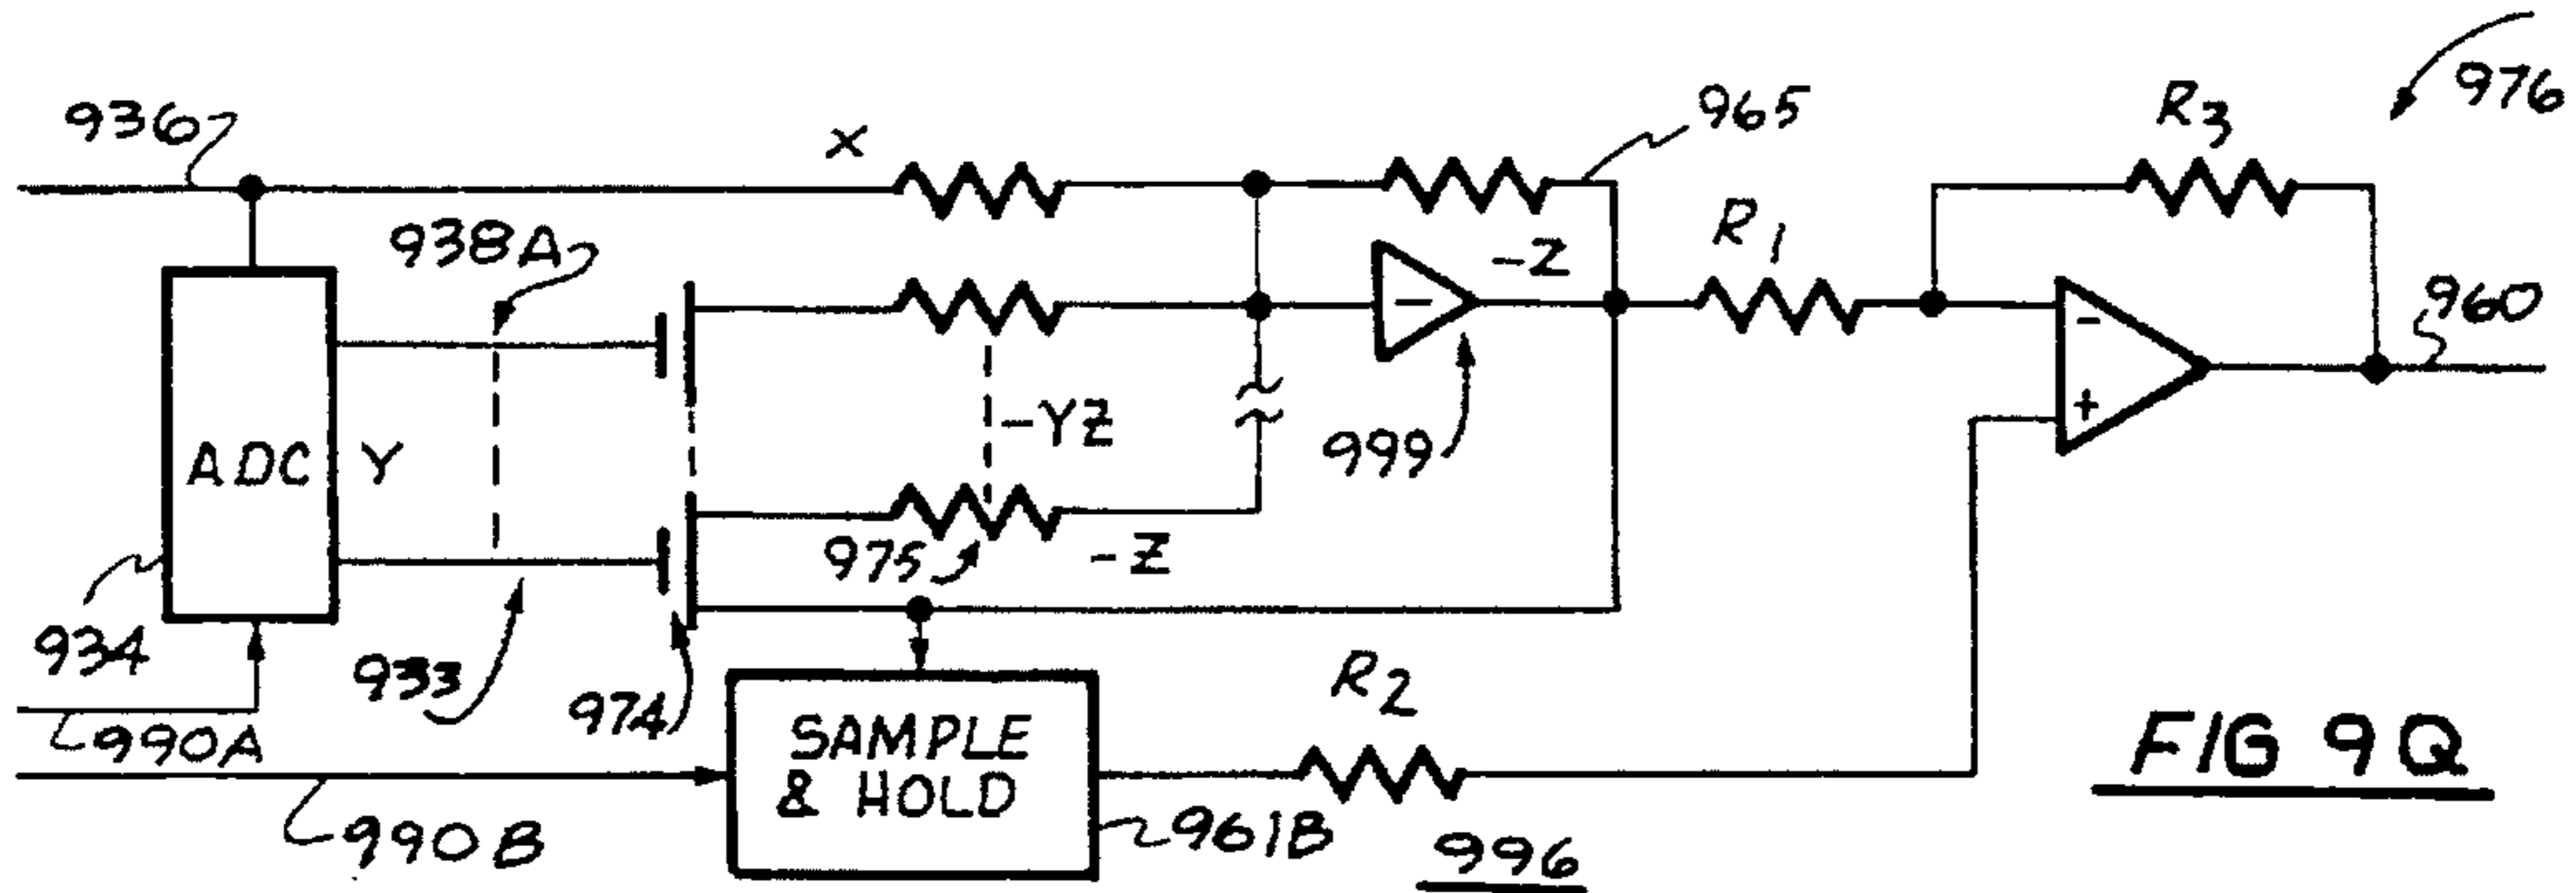 936
X
965
R3
976
938A
R1
-Z
-
960
-
+
ADC
Y
-YZ
999
975
-Z
934
933
974
990A
SAMPLE
& HOLD
R2
961B
990B
996
FIG 9Q